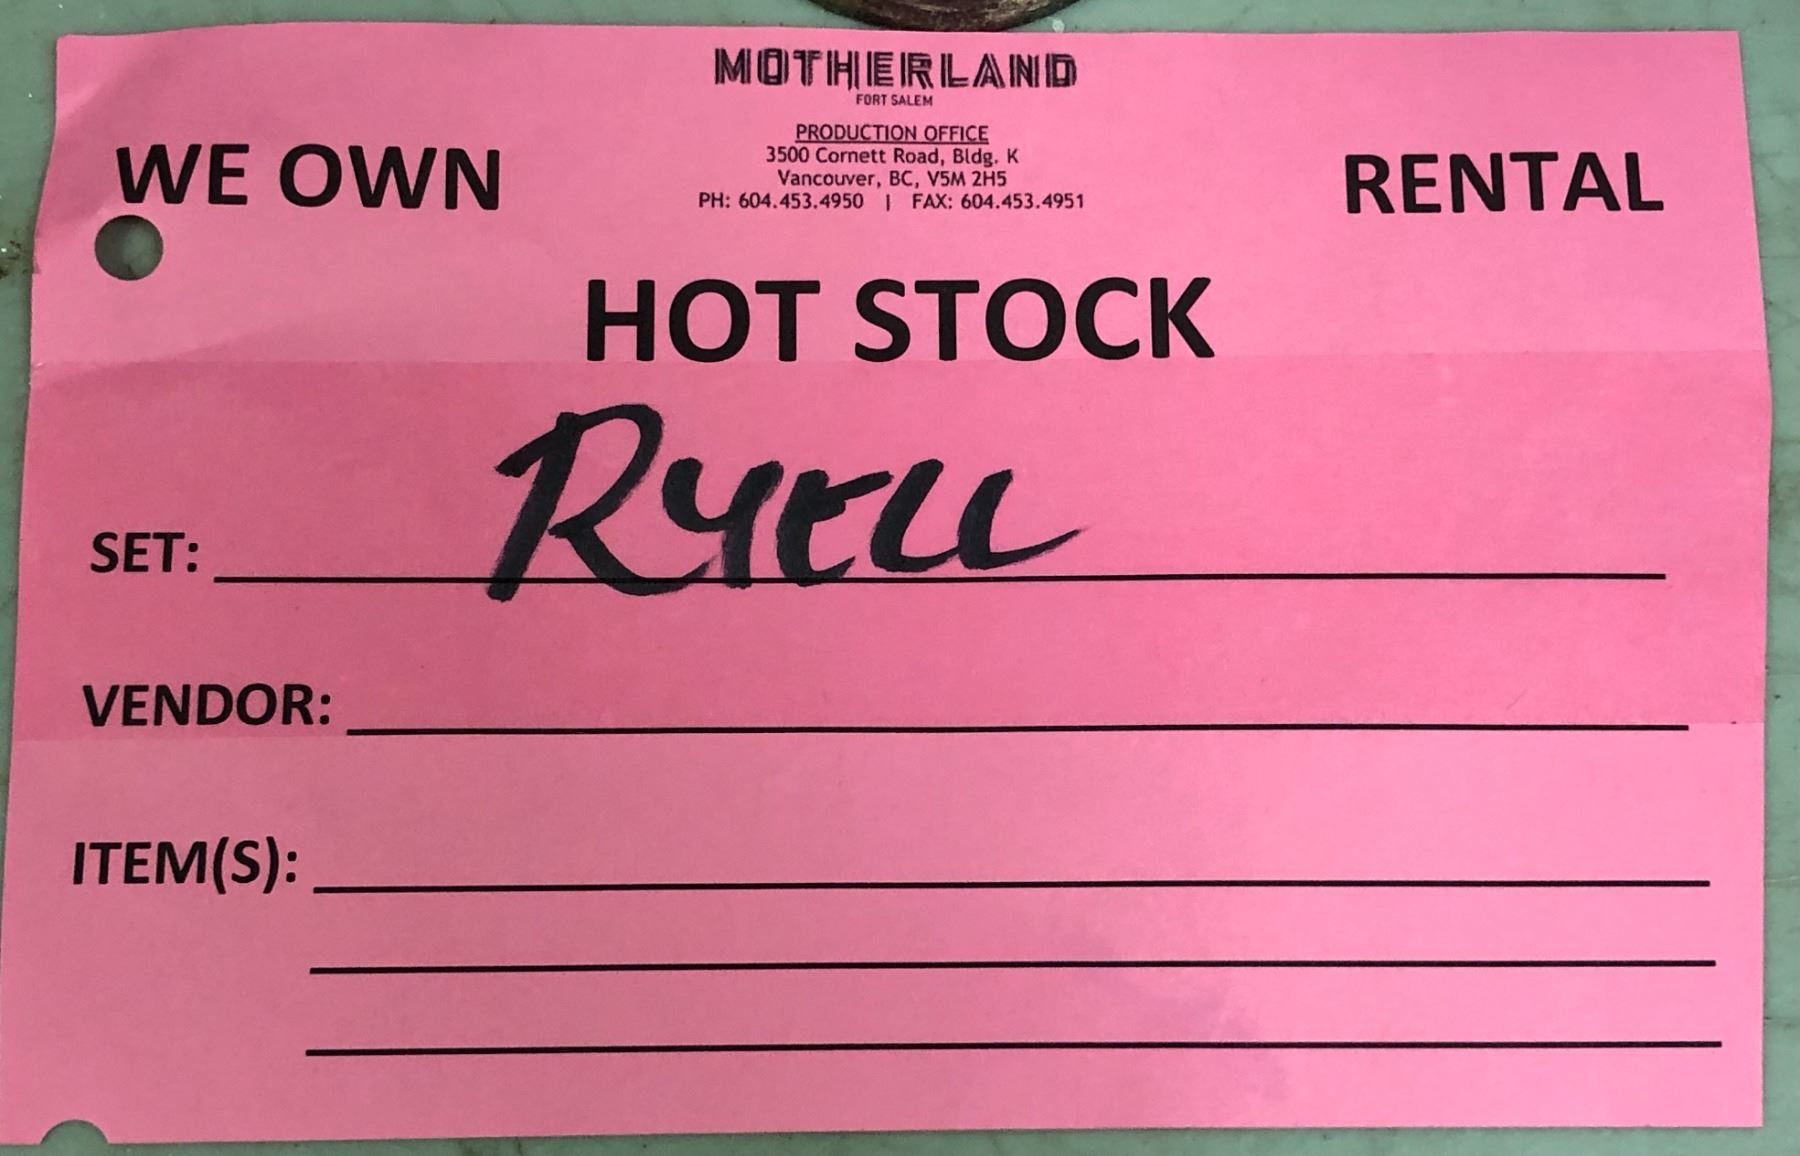 MOTHERLAND
FORT SALEM
PRODUCTION OFFICE
3500 Cornett Road, Bldg. K
Vancouver, BC, V5M 2H5
PH: 604.453.4950 | FAX: 604.453.4951
WE OWN
RENTAL
HOT STOCK
SET: RYELL
VENDOR:
ITEM(S):